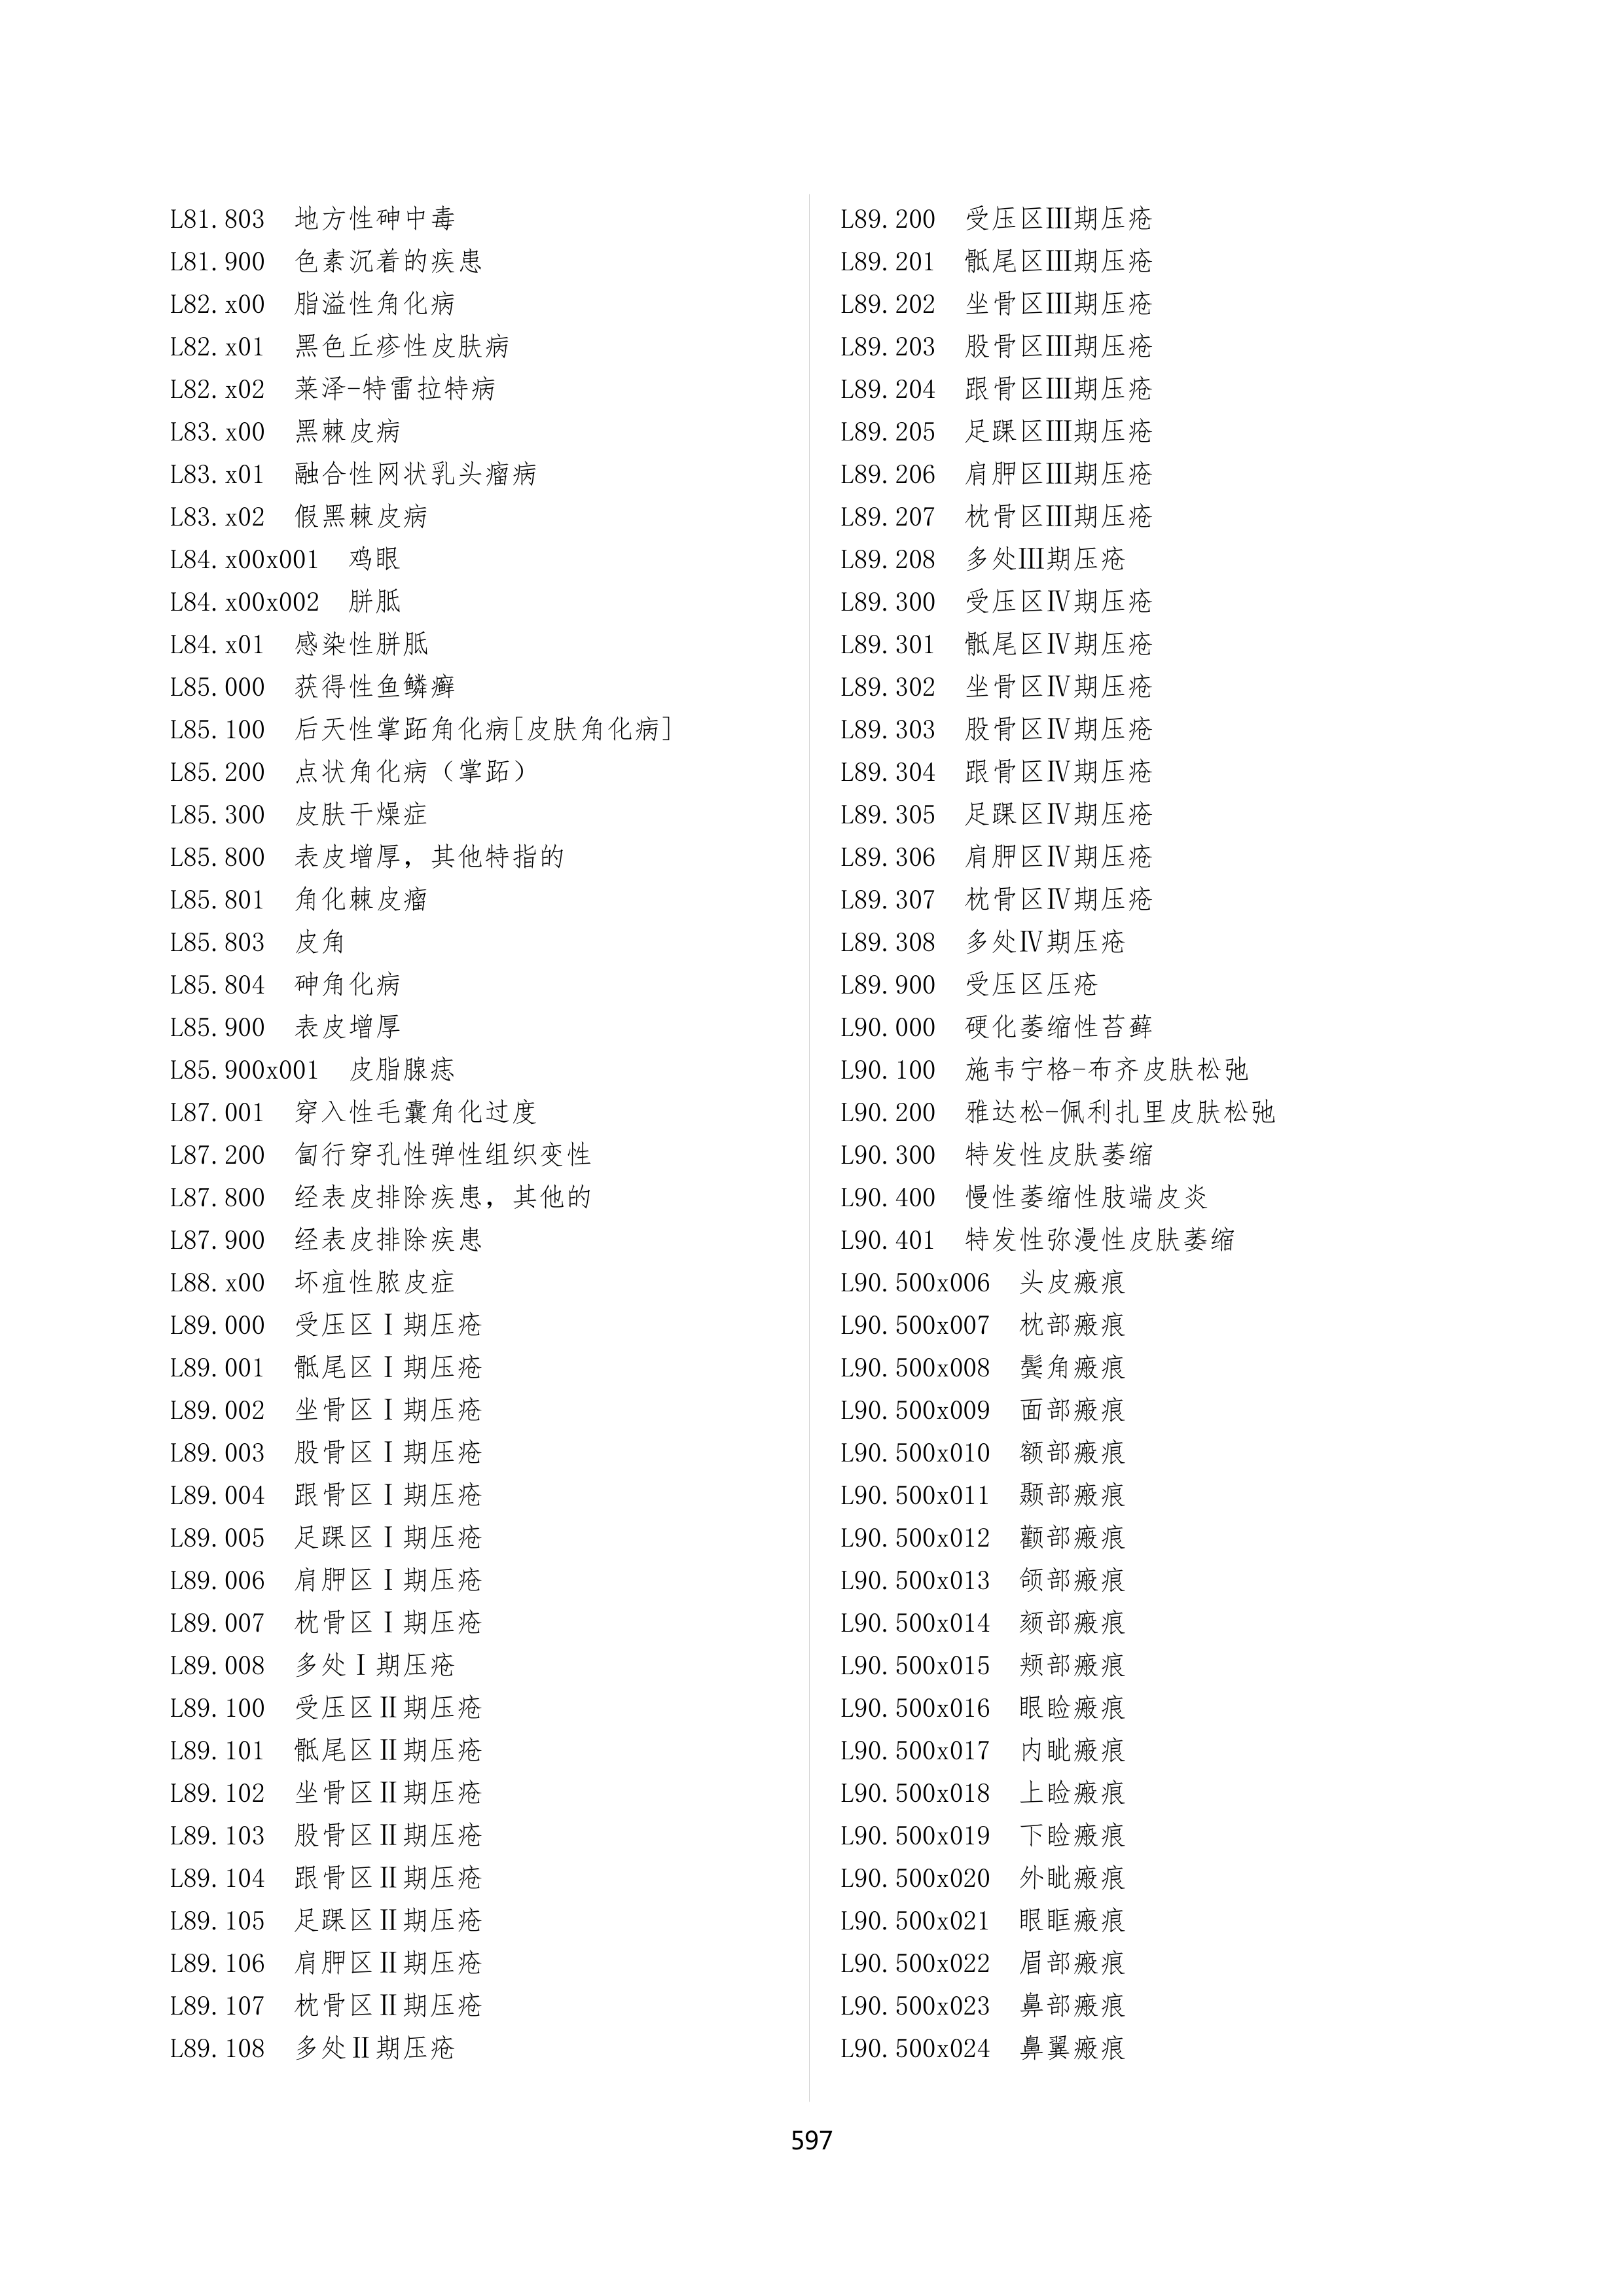 L81.803 地方性砷中毒
L81.900 色素沉着的疾患
L82.x00 脂溢性角化病
L82.x01 黑色丘疹性皮肤病
L82.x02 莱泽-特雷拉特病
L83.x00 黑棘皮病
L83.x01 融合性网状乳头瘤病
L83.x02 假黑棘皮病
L84.x00x001 鸡眼
L84.x00x002 胼胝
L84.x01 感染性胼胝
L85.000 获得性鱼鳞癣
L85.100 后天性掌跖角化病[皮肤角化病]
L85.200 点状角化病（掌跖）
L85.300 皮肤干燥症
L85.800 表皮增厚，其他特指的
L85.801 角化棘皮瘤
L85.803 皮角
L85.804 砷角化病
L85.900 表皮增厚
L85.900x001 皮脂腺痣
L87.001 穿入性毛囊角化过度
L87.200 匐行穿孔性弹性组织变性
L87.800 经表皮排除疾患，其他的
L87.900 经表皮排除疾患
L88.x00 坏疽性脓皮症
L89.000 受压区Ⅰ期压疮
L89.001 骶尾区Ⅰ期压疮
L89.002 坐骨区Ⅰ期压疮
L89.003 股骨区Ⅰ期压疮
L89.004 跟骨区Ⅰ期压疮
L89.005 足踝区Ⅰ期压疮
L89.006 肩胛区Ⅰ期压疮
L89.007 枕骨区Ⅰ期压疮
L89.008 多处Ⅰ期压疮
L89.100 受压区Ⅱ期压疮
L89.101 骶尾区Ⅱ期压疮
L89.102 坐骨区Ⅱ期压疮
L89.103 股骨区Ⅱ期压疮
L89.104 跟骨区Ⅱ期压疮
L89.105 足踝区Ⅱ期压疮
L89.106 肩胛区Ⅱ期压疮
L89.107 枕骨区Ⅱ期压疮
L89.108 多处Ⅱ期压疮
L89.200 受压区Ⅲ期压疮
L89.201 骶尾区Ⅲ期压疮
L89.202 坐骨区Ⅲ期压疮
L89.203 股骨区Ⅲ期压疮
L89.204 跟骨区Ⅲ期压疮
L89.205 足踝区Ⅲ期压疮
L89.206 肩胛区Ⅲ期压疮
L89.207 枕骨区Ⅲ期压疮
L89.208 多处Ⅲ期压疮
L89.300 受压区Ⅳ期压疮
L89.301 骶尾区Ⅳ期压疮
L89.302 坐骨区Ⅳ期压疮
L89.303 股骨区Ⅳ期压疮
L89.304 跟骨区Ⅳ期压疮
L89.305 足踝区Ⅳ期压疮
L89.306 肩胛区Ⅳ期压疮
L89.307 枕骨区Ⅳ期压疮
L89.308 多处Ⅳ期压疮
L89.900 受压区压疮
L90.000 硬化萎缩性苔藓
L90.100 施韦宁格-布齐皮肤松弛
L90.200 雅达松-佩利扎里皮肤松弛
L90.300 特发性皮肤萎缩
L90.400 慢性萎缩性肢端皮炎
L90.401 特发性弥漫性皮肤萎缩
L90.500x006 头皮瘢痕
L90.500x007 枕部瘢痕
L90.500x008 鬓角瘢痕
L90.500x009 面部瘢痕
L90.500x010 额部瘢痕
L90.500x011 颞部瘢痕
L90.500x012 颧部瘢痕
L90.500x013 颌部瘢痕
L90.500x014 颏部瘢痕
L90.500x015 颊部瘢痕
L90.500x016 眼睑瘢痕
L90.500x017 内眦瘢痕
L90.500x018 上睑瘢痕
L90.500x019 下睑瘢痕
L90.500x020 外眦瘢痕
L90.500x021 眼眶瘢痕
L90.500x022 眉部瘢痕
L90.500x023 鼻部瘢痕
L90.500x024 鼻翼瘢痕
597